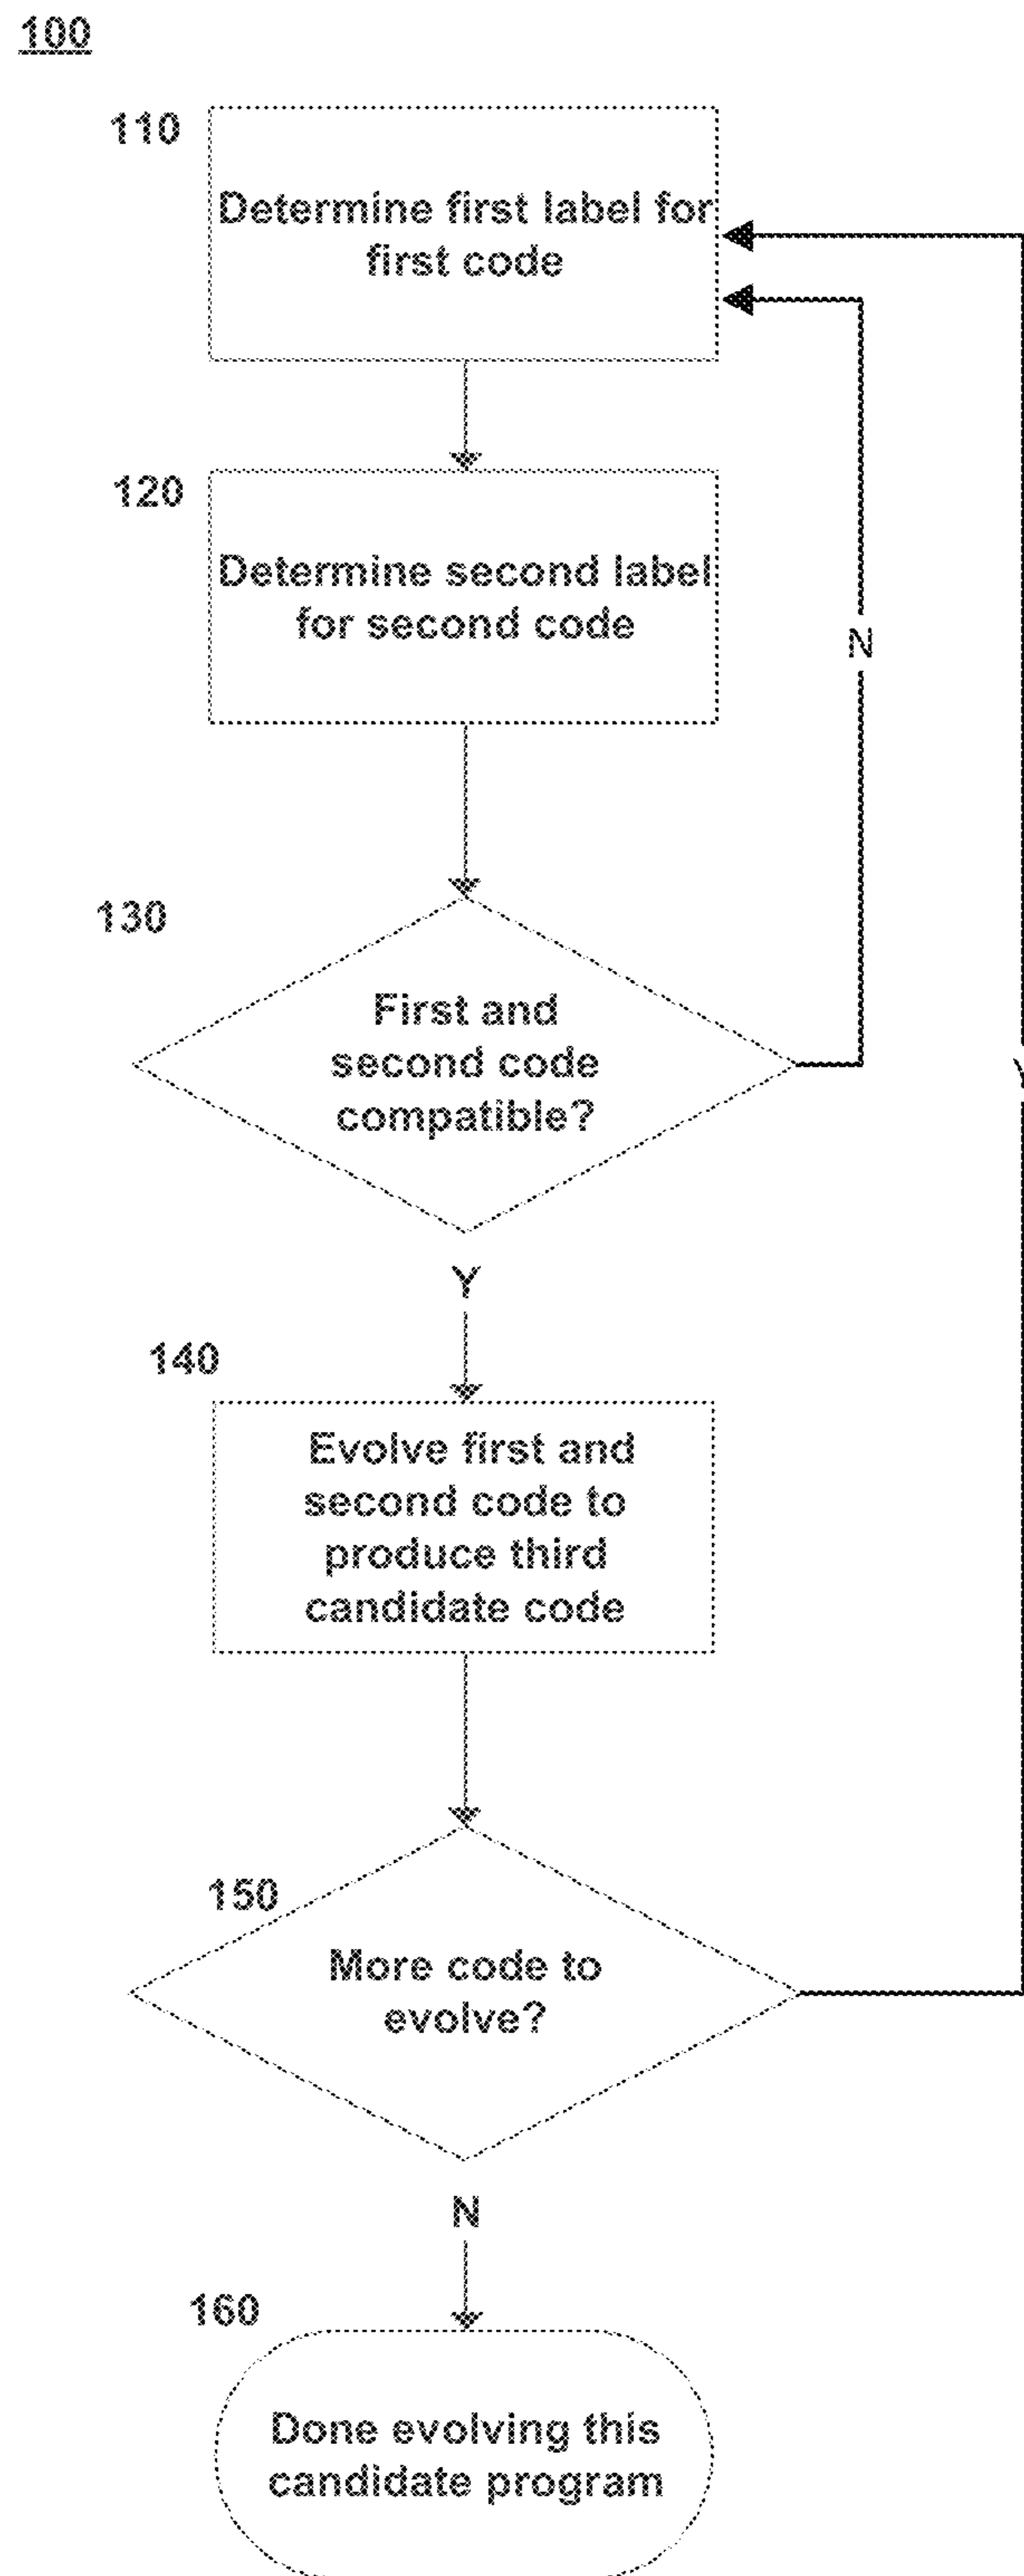 100
110
Determine first label for
first code
120
Determine second label
for second code
N
130
First and
second code
compatible?
Y
140
Evolve first and
second code to
produce third
candidate code
150
More code to
evolve?
N
160
Done evolving this
candidate program